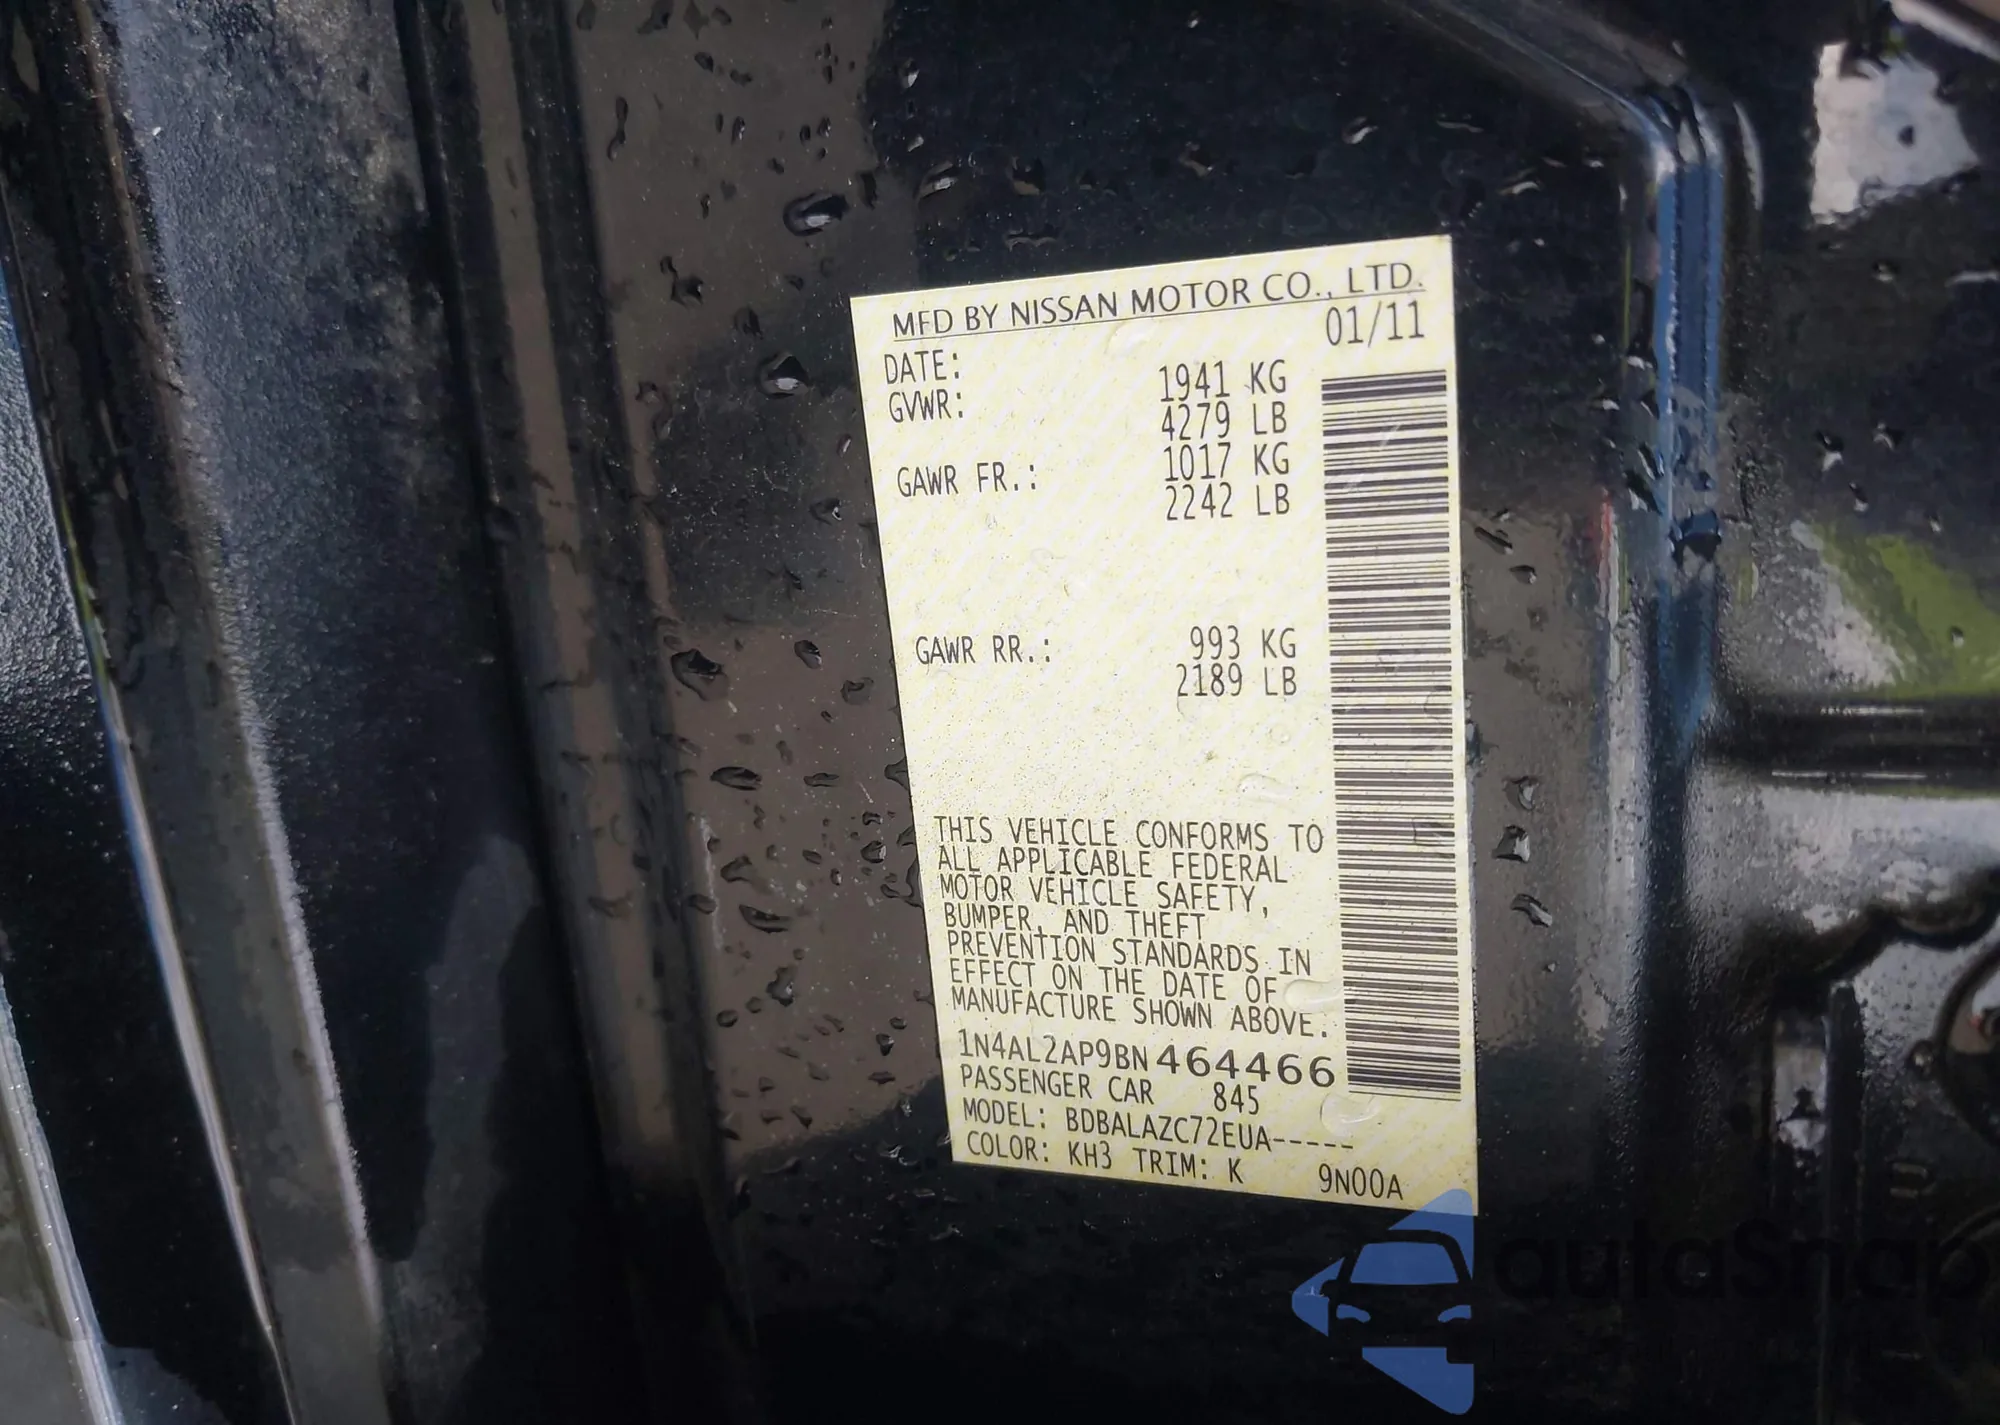 MFD BY NISSAN MOTOR CO., LTD.
DATE: 01/11
GVWR: 1941 KG
4279 LB
GAWR FR.: 1017 KG
2242 LB
GAWR RR.: 993 KG
2189 LB
THIS VEHICLE CONFORMS TO
ALL APPLICABLE FEDERAL
MOTOR VEHICLE SAFETY,
BUMPER, AND THEFT
PREVENTION STANDARDS IN
EFFECT ON THE DATE OF
MANUFACTURE SHOWN ABOVE.
1N4AL2AP9BN464466
PASSENGER CAR 845
MODEL: BDBALAZC72EUA-----
COLOR: KH3 TRIM: K 9N00A
autoSnap